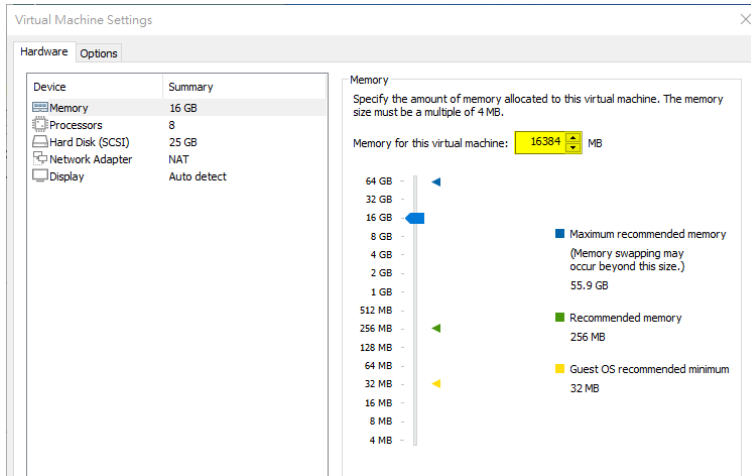 Virtual Machine Settings
Hardware Options
Device Summary
Memory 16 GB
Processors 8
Hard Disk (SCSI) 25 GB
Network Adapter NAT
Display Auto detect
Memory
Specify the amount of memory allocated to this virtual machine. The memory
size must be a multiple of 4 MB.
Memory for this virtual machine: 16384 MB
64 GB
32 GB
16 GB
8 GB
4 GB
2 GB
1 GB
512 MB
256 MB
128 MB
64 MB
32 MB
16 MB
8 MB
4 MB
Maximum recommended memory
(Memory swapping may
occur beyond this size.)
55.9 GB
Recommended memory
256 MB
Guest OS recommended minimum
32 MB